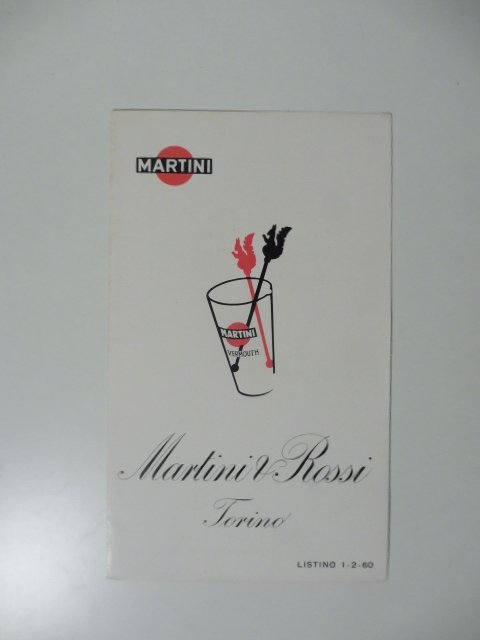 MARTINI
MARTINI
VERMOUTH
Martini & Rossi
Torino
LISTINO 1-2-60